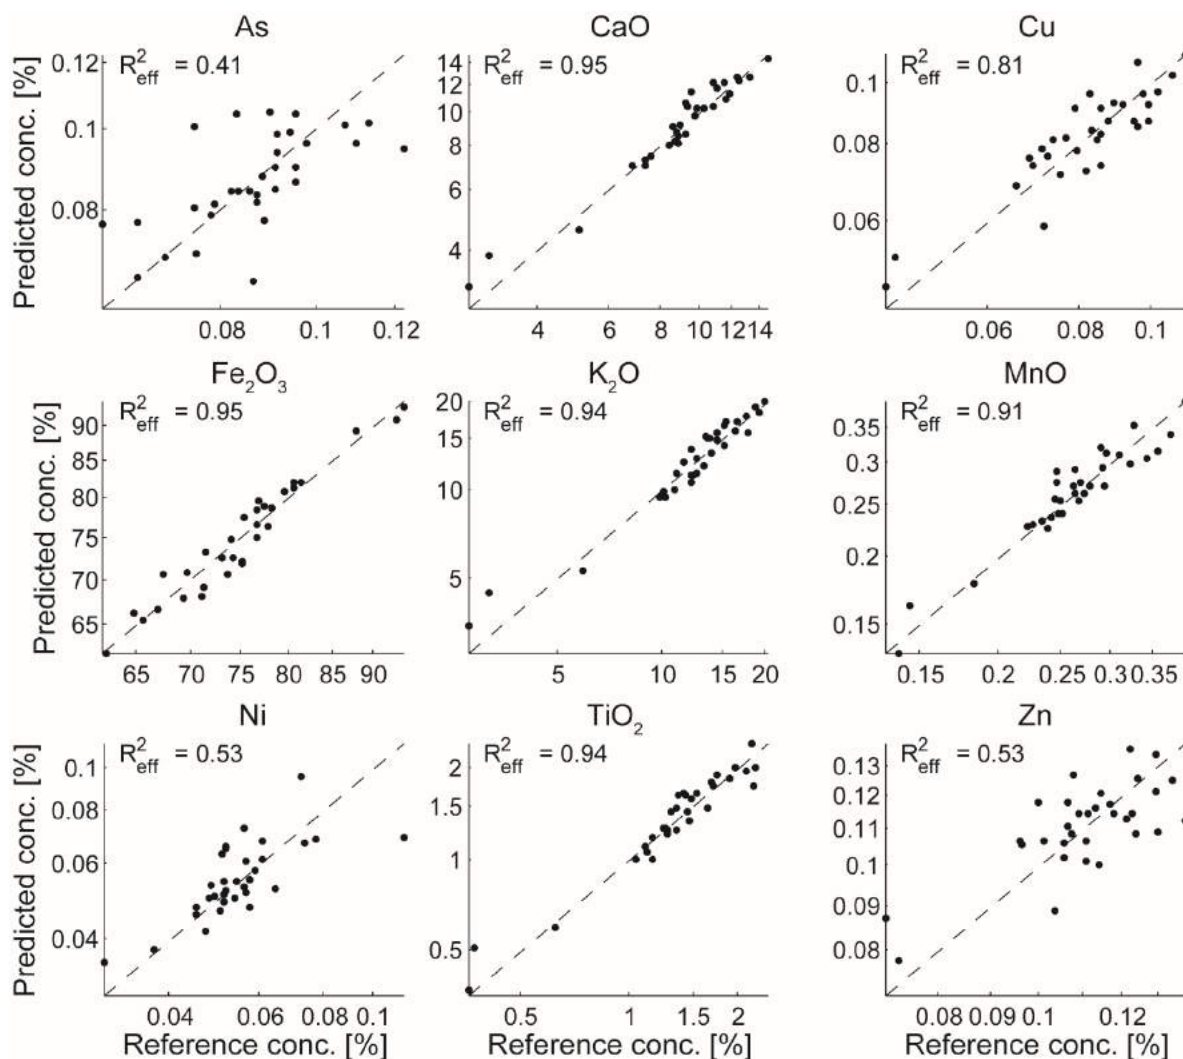 As
R²eff = 0.41
Predicted conc. [%]
0.12
0.1
0.08
0.08 0.1 0.12
CaO
R²eff = 0.95
14
12
10
8
6
4
4 6 8 10 12 14
Cu
R²eff = 0.81
0.1
0.08
0.06
0.06 0.08 0.1
Fe₂O₃
R²eff = 0.95
Predicted conc. [%]
90
80
70
65
65 70 75 80 85 90
K₂O
R²eff = 0.94
20
15
10
5
5 10 15 20
MnO
R²eff = 0.91
0.35
0.3
0.25
0.2
0.15
0.15 0.2 0.25 0.3 0.35
Ni
R²eff = 0.53
Predicted conc. [%]
0.1
0.08
0.06
0.04
0.04 0.06 0.08 0.1
Reference conc. [%]
TiO₂
R²eff = 0.94
2
1
0.5
0.5 1 1.5 2
Reference conc. [%]
Zn
R²eff = 0.53
0.13
0.12
0.11
0.1
0.09
0.08
0.08 0.09 0.1 0.12
Reference conc. [%]